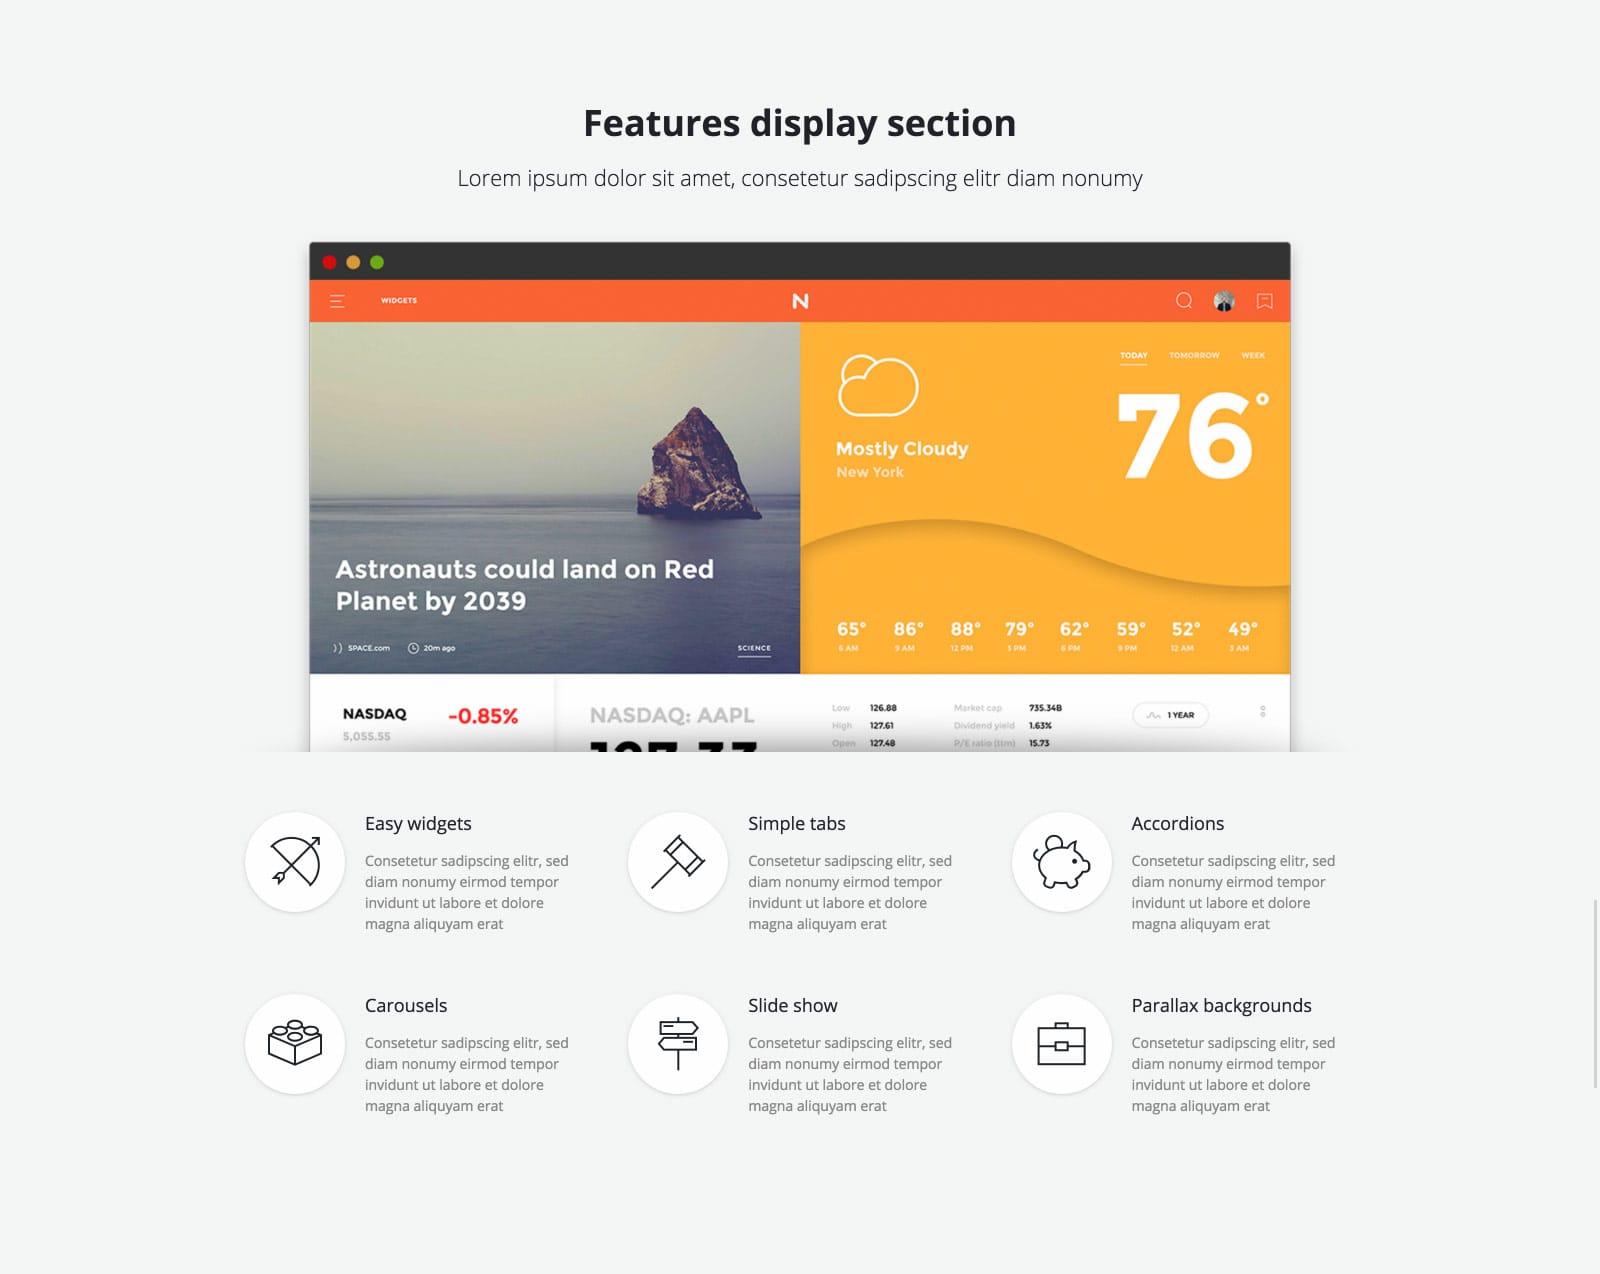 Features display section
Lorem ipsum dolor sit amet, consetetur sadipscing elitr diam nonumy
WIDGETS
N
Astronauts could land on Red
Planet by 2039
SPACE.com
20m ago
SCIENCE
TODAY TOMORROW WEEK
76°
Mostly Cloudy
New York
65° 86° 88° 79° 62° 59° 52° 49°
6 AM 9 AM 12 PM 3 PM 6 PM 9 PM 12 AM 3 AM
NASDAQ -0.85%
5,055.55
NASDAQ: AAPL
Low 126.88
High 127.61
Open 127.48
Market cap 735.34B
Dividend yield 1.63%
P/E ratio (ttm) 15.73
1 YEAR
Easy widgets
Consetetur sadipscing elitr, sed
diam nonumy eirmod tempor
invidunt ut labore et dolore
magna aliquyam erat
Simple tabs
Consetetur sadipscing elitr, sed
diam nonumy eirmod tempor
invidunt ut labore et dolore
magna aliquyam erat
Accordions
Consetetur sadipscing elitr, sed
diam nonumy eirmod tempor
invidunt ut labore et dolore
magna aliquyam erat
Carousels
Consetetur sadipscing elitr, sed
diam nonumy eirmod tempor
invidunt ut labore et dolore
magna aliquyam erat
Slide show
Consetetur sadipscing elitr, sed
diam nonumy eirmod tempor
invidunt ut labore et dolore
magna aliquyam erat
Parallax backgrounds
Consetetur sadipscing elitr, sed
diam nonumy eirmod tempor
invidunt ut labore et dolore
magna aliquyam erat